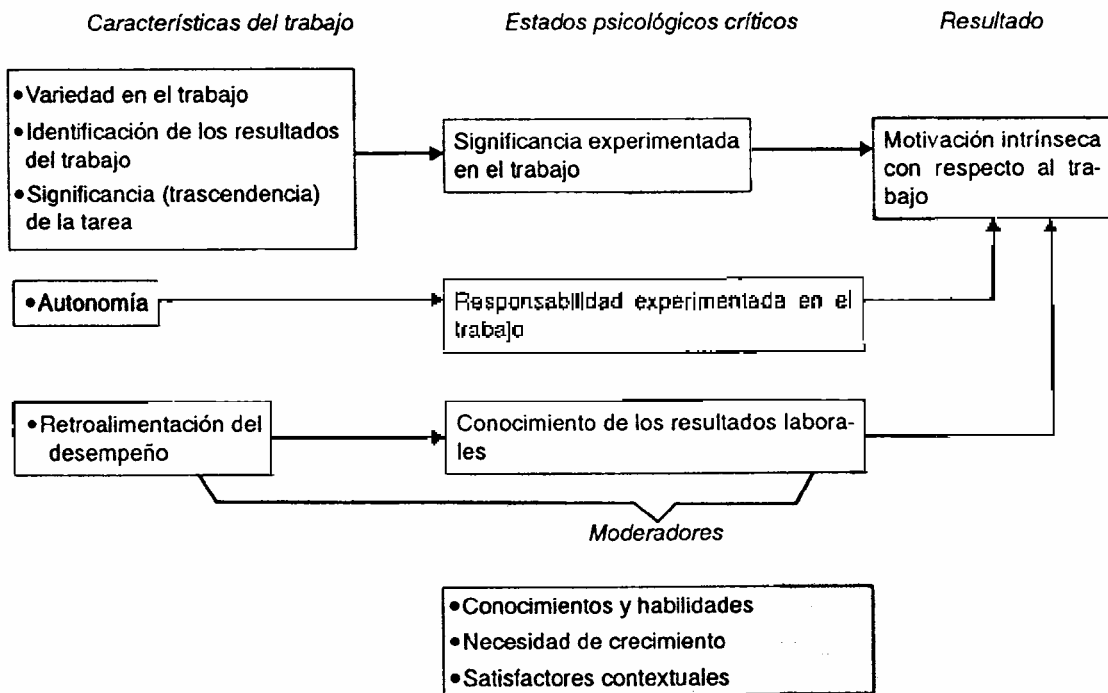 Características del trabajo
Estados psicológicos críticos
Resultado
•Variedad en el trabajo
•Identificación de los resultados
del trabajo
•Significancia (trascendencia)
de la tarea
Significancia experimentada
en el trabajo
Motivación intrínseca
con respecto al tra-
bajo
•Autonomía
Responsabilidad experimentada en el
trabajo
•Retroalimentación del
desempeño
Conocimiento de los resultados labora-
les
Moderadores
•Conocimientos y habilidades
•Necesidad de crecimiento
•Satisfactores contextuales